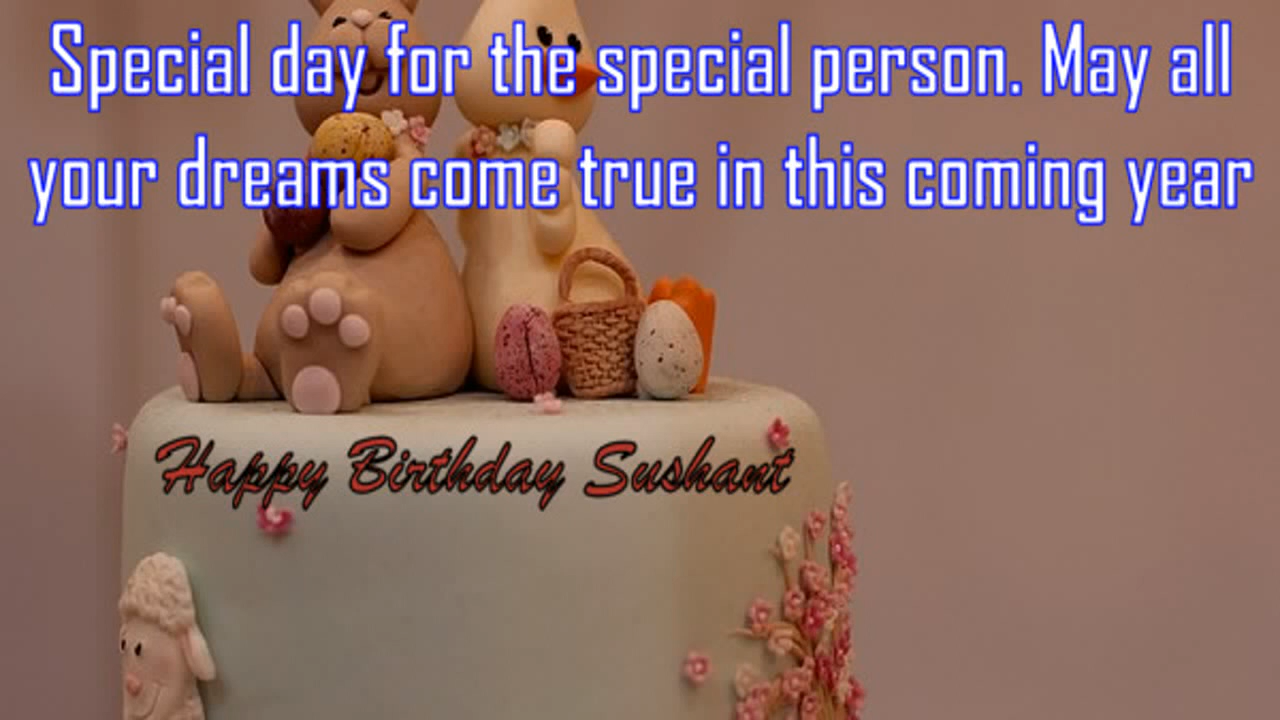 Special day for the special person. May all
your dreams come true in this coming year
Happy Birthday Sushant